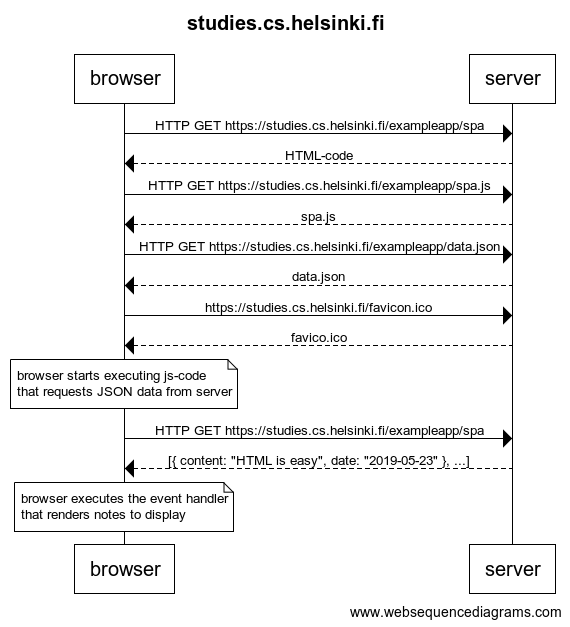 studies.cs.helsinki.fi
browser
server
HTTP GET https://studies.cs.helsinki.fi/exampleapp/spa
HTML-code
HTTP GET https://studies.cs.helsinki.fi/exampleapp/spa.js
spa.js
HTTP GET https://studies.cs.helsinki.fi/exampleapp/data.json
data.json
https://studies.cs.helsinki.fi/favicon.ico
favico.ico
browser starts executing js-code
that requests JSON data from server
HTTP GET https://studies.cs.helsinki.fi/exampleapp/spa
[{ content: "HTML is easy", date: "2019-05-23" }, ...]
browser executes the event handler
that renders notes to display
browser
server
www.websequencediagrams.com